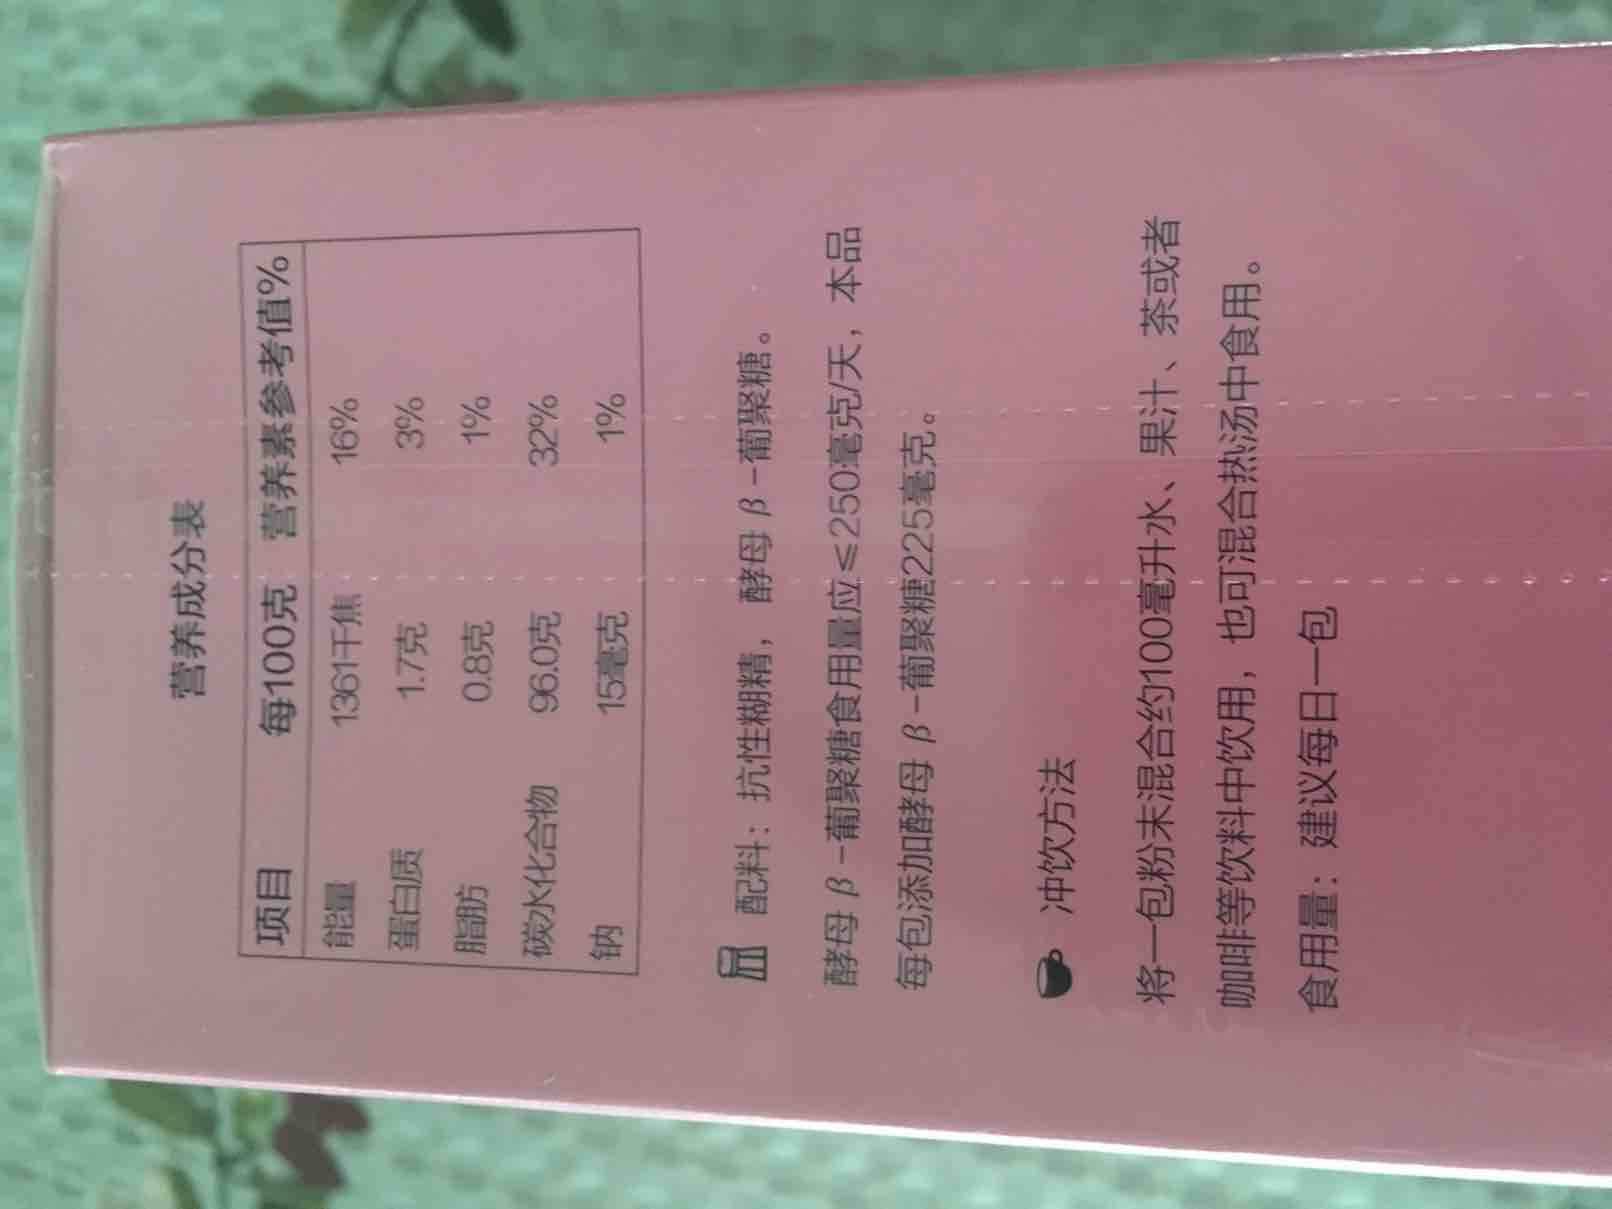 营养成分表
项目 每100克 营养素参考值%
能量 1361千焦 16%
蛋白质 1.7克 3%
脂肪 0.8克 1%
碳水化合物 96.0克 32%
钠 15毫克 1%
配料：抗性糊精，酵母β-葡聚糖。
酵母β-葡聚糖食用量应≤250毫克/天，本品
每包添加酵母β-葡聚糖225毫克。
冲饮方法
将一包粉末混合约100毫升水、果汁、茶或者
咖啡等饮料中饮用，也可混合热汤中食用。
食用量：建议每日一包